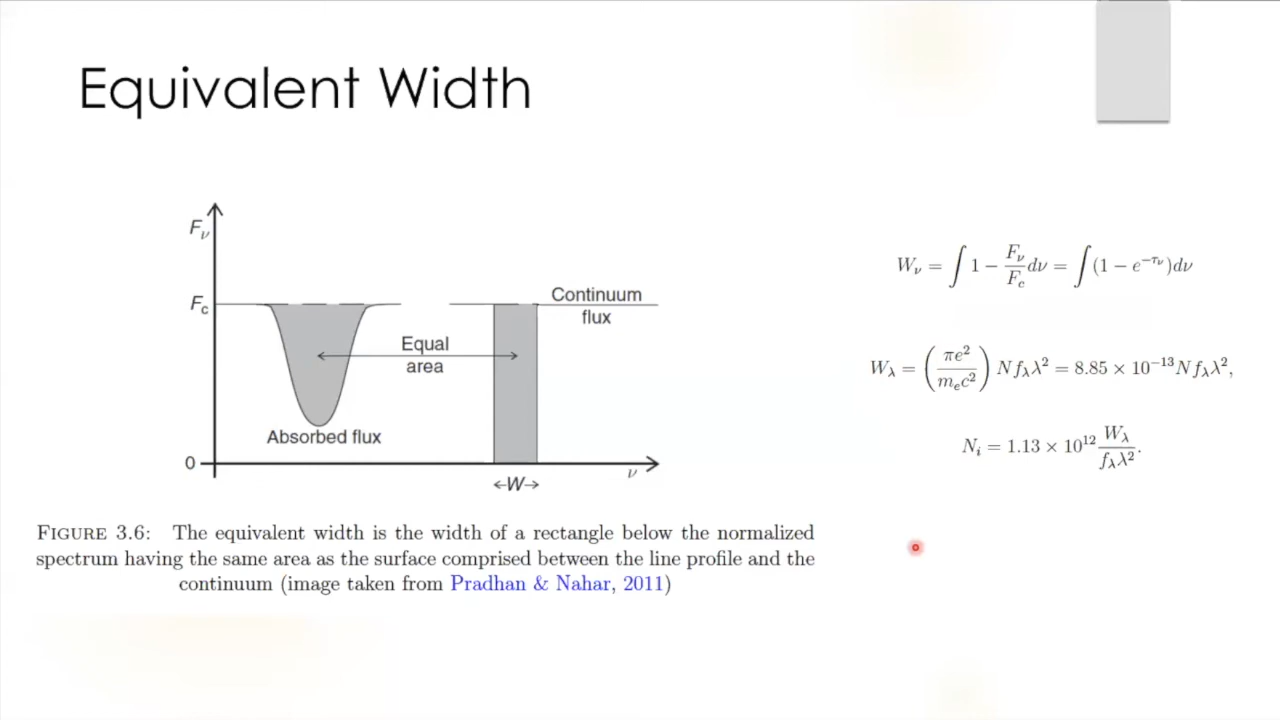 Equivalent Width
F_ν
F_c
Continuum
flux
Equal
area
Absorbed flux
0
ν
←W→
W_ν = ∫ 1 − F_ν/F_c dν = ∫(1 − e^{−τ_ν})dν
W_λ = (πe²/m_ec²) N f_λλ² = 8.85 × 10^{−13} N f_λλ²,
N_i = 1.13 × 10^{12} W_λ/f_λλ².
FIGURE 3.6: The equivalent width is the width of a rectangle below the normalized
spectrum having the same area as the surface comprised between the line profile and the
continuum (image taken from Pradhan & Nahar, 2011)